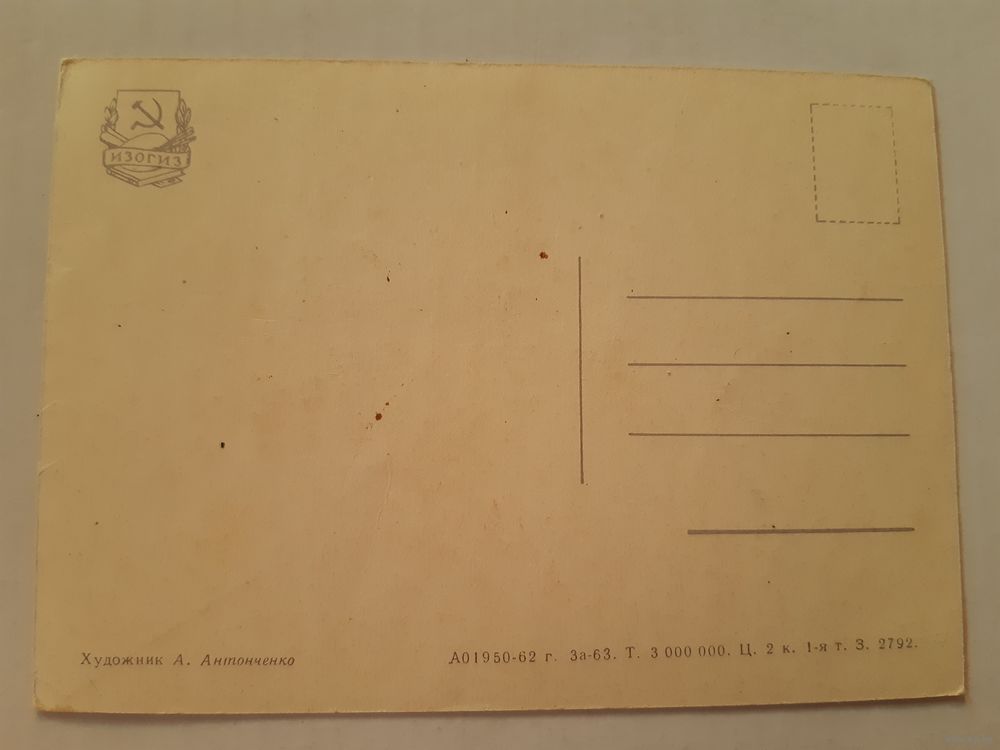 ИЗОГИЗ
Художник А. Антонченко
А01950-62 г. За-63. Т. 3 000 000. Ц. 2 к. 1-я т. З. 2792.